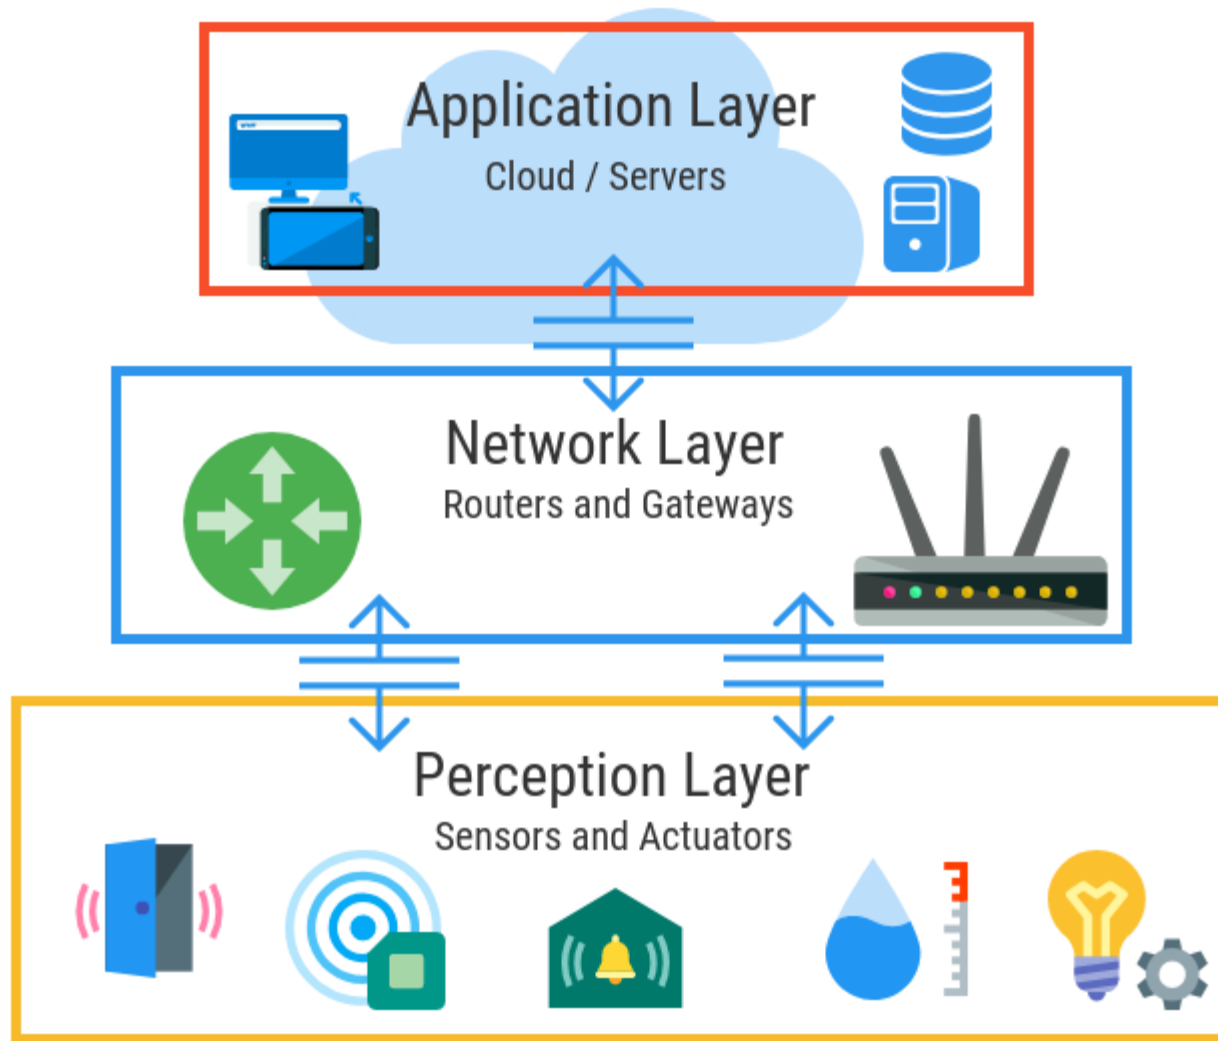 Application Layer
Cloud / Servers
Network Layer
Routers and Gateways
Perception Layer
Sensors and Actuators